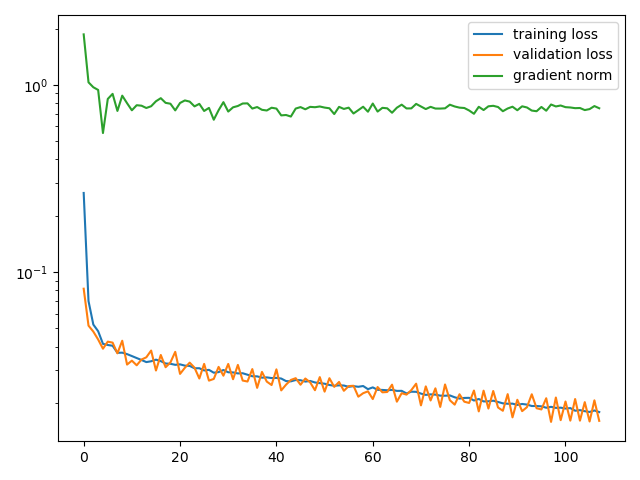 training loss
validation loss
gradient norm
10⁰
10⁻¹
0 20 40 60 80 100